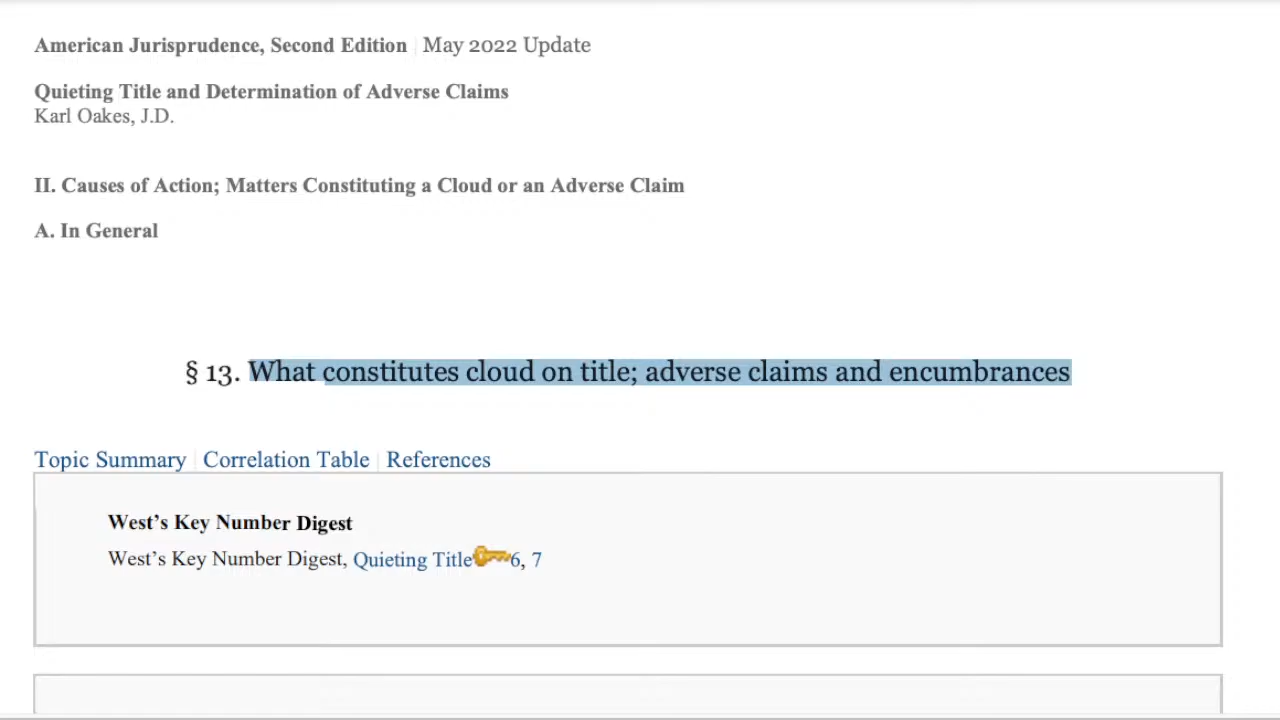 American Jurisprudence, Second Edition | May 2022 Update
Quieting Title and Determination of Adverse Claims
Karl Oakes, J.D.
II. Causes of Action; Matters Constituting a Cloud or an Adverse Claim
A. In General
§ 13. What constitutes cloud on title; adverse claims and encumbrances
Topic Summary | Correlation Table | References
West’s Key Number Digest
West’s Key Number Digest, Quieting Title 6, 7